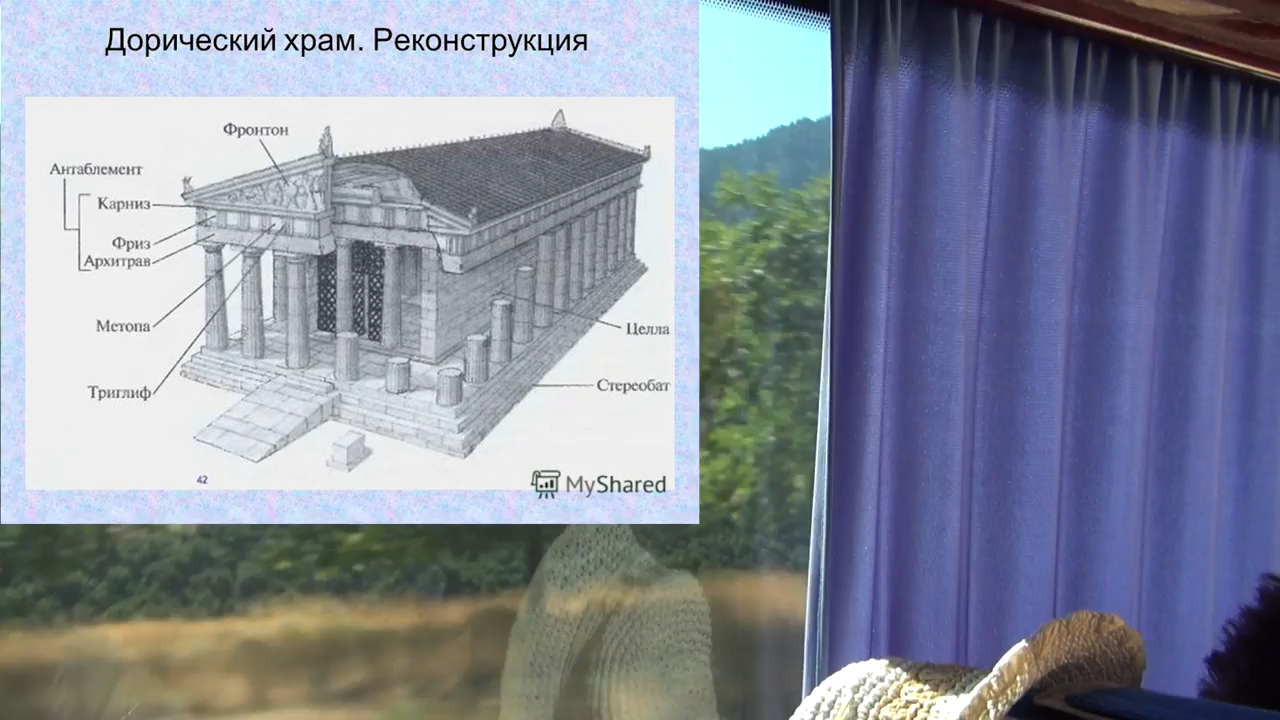 Дорический храм. Реконструкция
Фронтон
Антаблемент
Карниз
Фриз
Архитрав
Метопа
Триглиф
Целла
Стереобат
42
MyShared